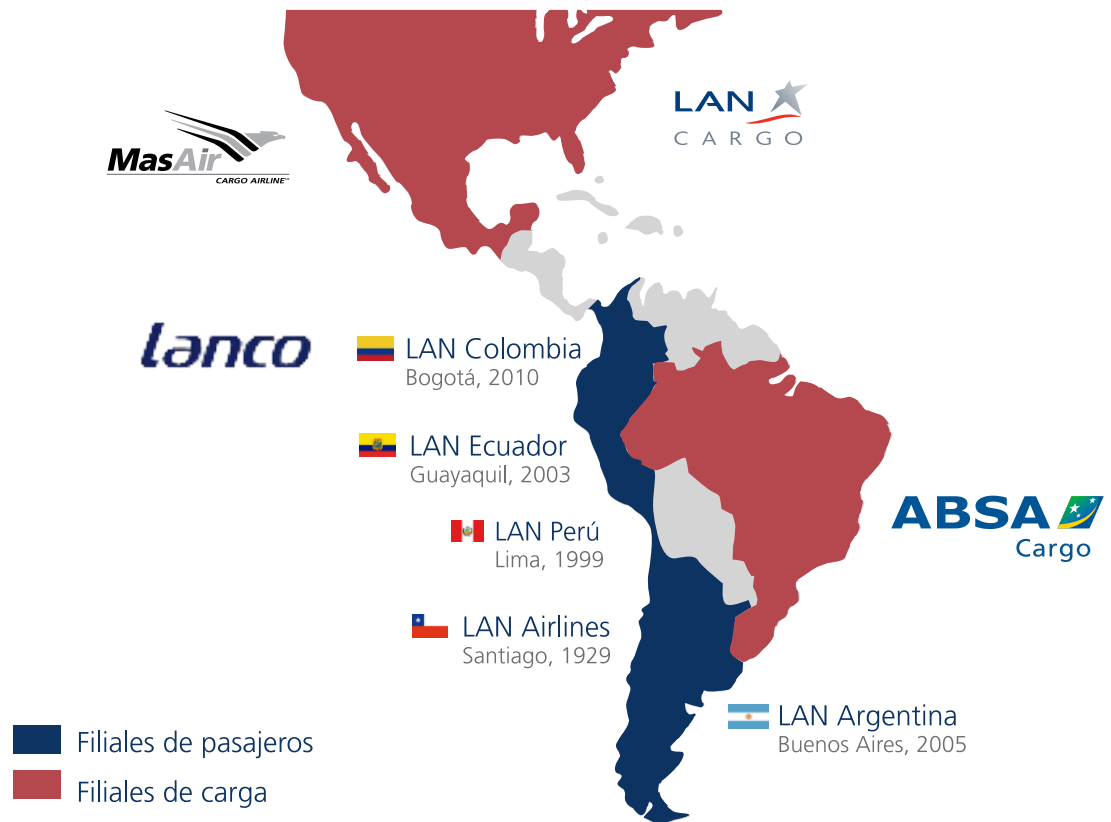 LAN
CARGO
MasAir
CARGO AIRLINE™
lanco
LAN Colombia
Bogotá, 2010
LAN Ecuador
Guayaquil, 2003
ABSA
Cargo
LAN Perú
Lima, 1999
LAN Airlines
Santiago, 1929
LAN Argentina
Buenos Aires, 2005
Filiales de pasajeros
Filiales de carga